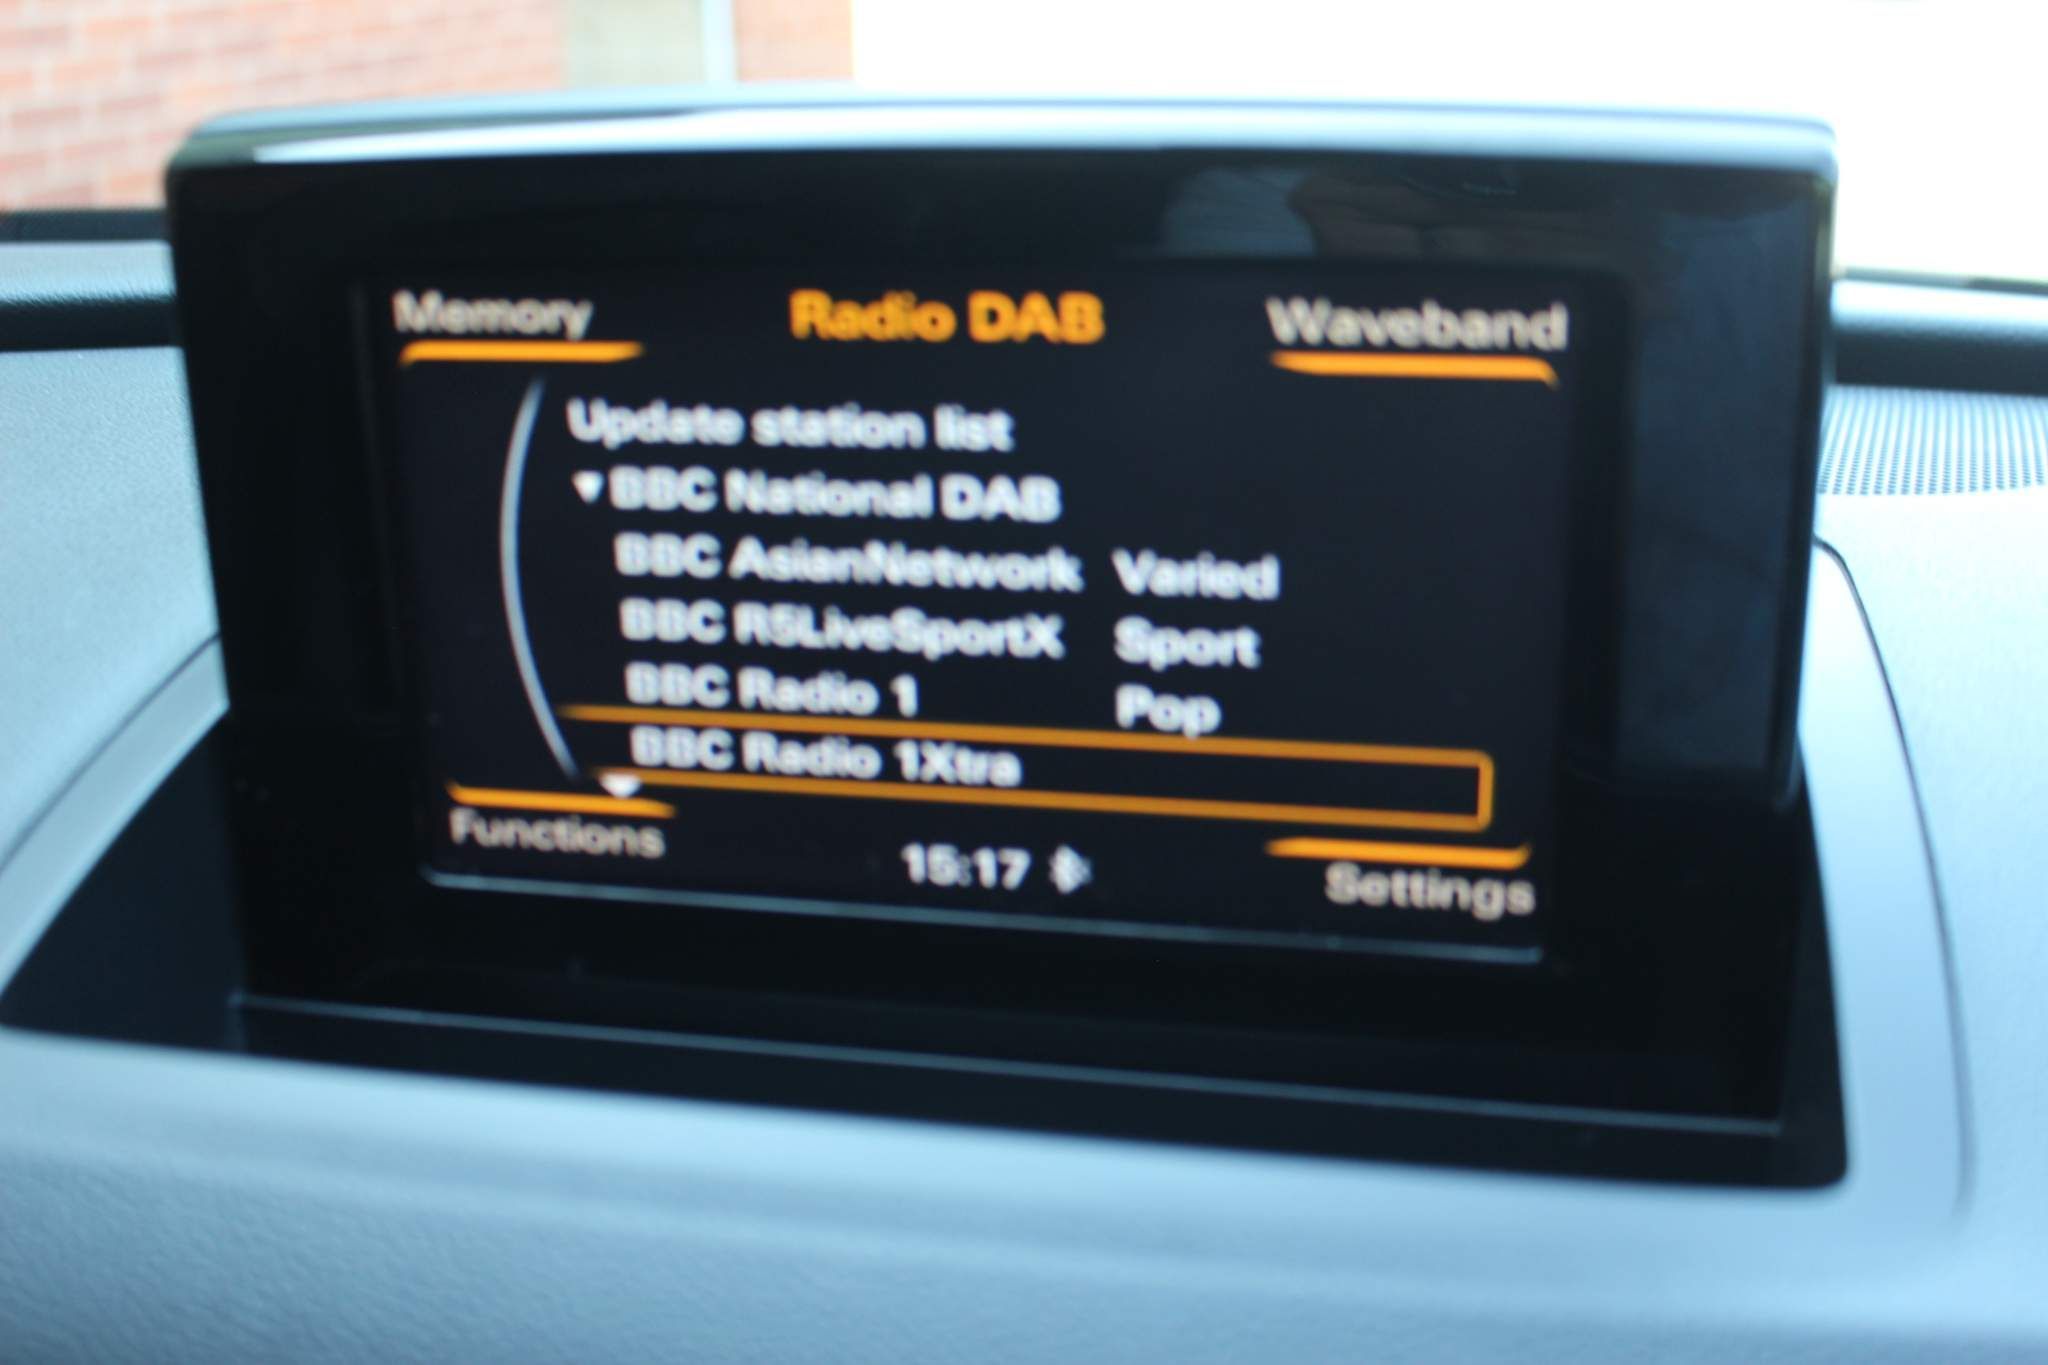 Memory Radio DAB Waveband
Update station list
BBC National DAB
BBC AsianNetwork Varied
BBC R5LiveSportX Sport
BBC Radio 1 Pop
BBC Radio 1Xtra
Functions 15:17 Settings